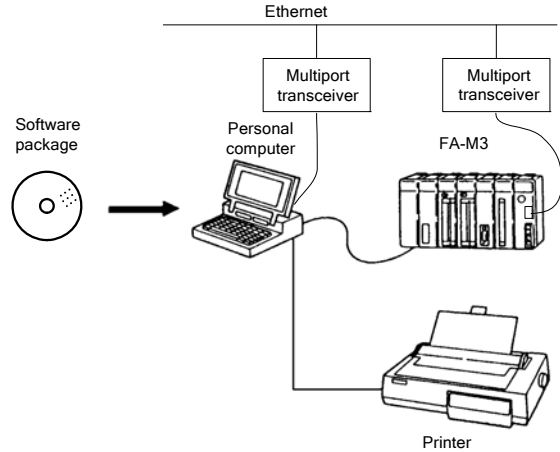 Ethernet
Multiport
transceiver
Multiport
transceiver
Software
package
Personal
computer
FA-M3
Printer